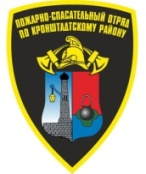 ПОЖАРНО-СПАСАТЕЛЬНЫЙ ОТРЯД
ПО КРОНШТАДТСКОМУ РАЙОНУ